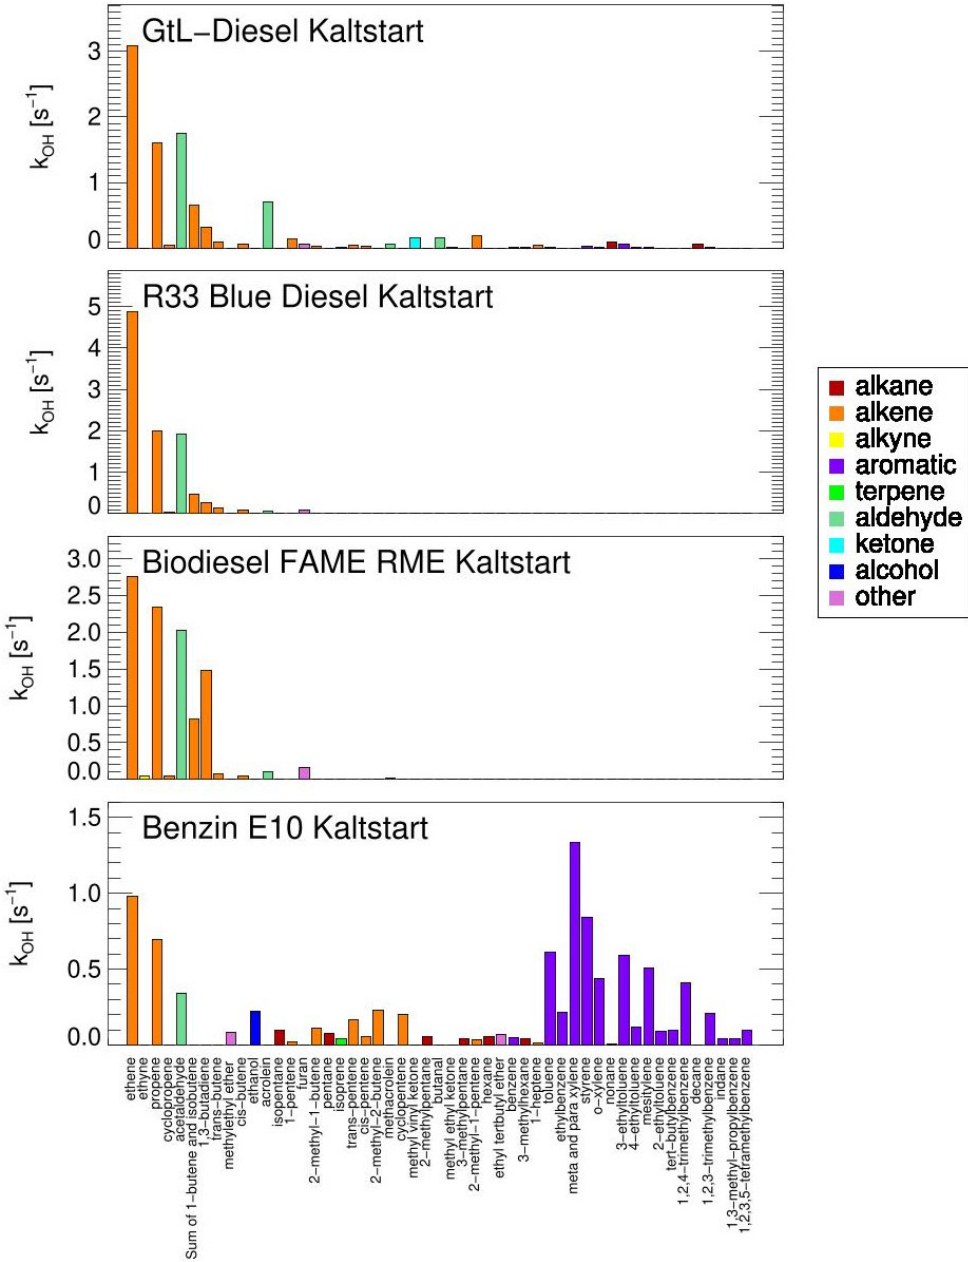 GtL–Diesel Kaltstart
kOH [s⁻¹]
3
2
1
0
R33 Blue Diesel Kaltstart
kOH [s⁻¹]
5
4
3
2
1
0
Biodiesel FAME RME Kaltstart
kOH [s⁻¹]
3.0
2.5
2.0
1.5
1.0
0.5
0.0
Benzin E10 Kaltstart
kOH [s⁻¹]
1.5
1.0
0.5
0.0
ethene
ethyne
propene
cyclopropene
acetaldehyde
Sum of 1–butene and isobutene
1,3–butadiene
trans–butene
methylethyl ether
cis–butene
ethanol
acrolein
isopentane
1–pentene
furan
2–methyl–1–butene
pentane
isoprene
trans–pentene
cis–pentene
2–methyl–2–butene
methacrolein
cyclopentene
methyl vinyl ketone
2–methylpentane
butanal
methyl ethyl ketone
3–methylpentane
2–methyl–1–pentene
hexane
ethyl tertbutyl ether
benzene
3–methylhexane
1–heptene
toluene
ethylbenzene
meta and para xylene
styrene
o–xylene
nonane
3–ethyltoluene
4–ethyltoluene
mesitylene
2–ethyltoluene
tert–butylbenzene
1,2,4–trimethylbenzene
decane
1,2,3–trimethylbenzene
indane
1,3–methyl–propylbenzene
1,2,3,5–tetramethylbenzene
alkane
alkene
alkyne
aromatic
terpene
aldehyde
ketone
alcohol
other